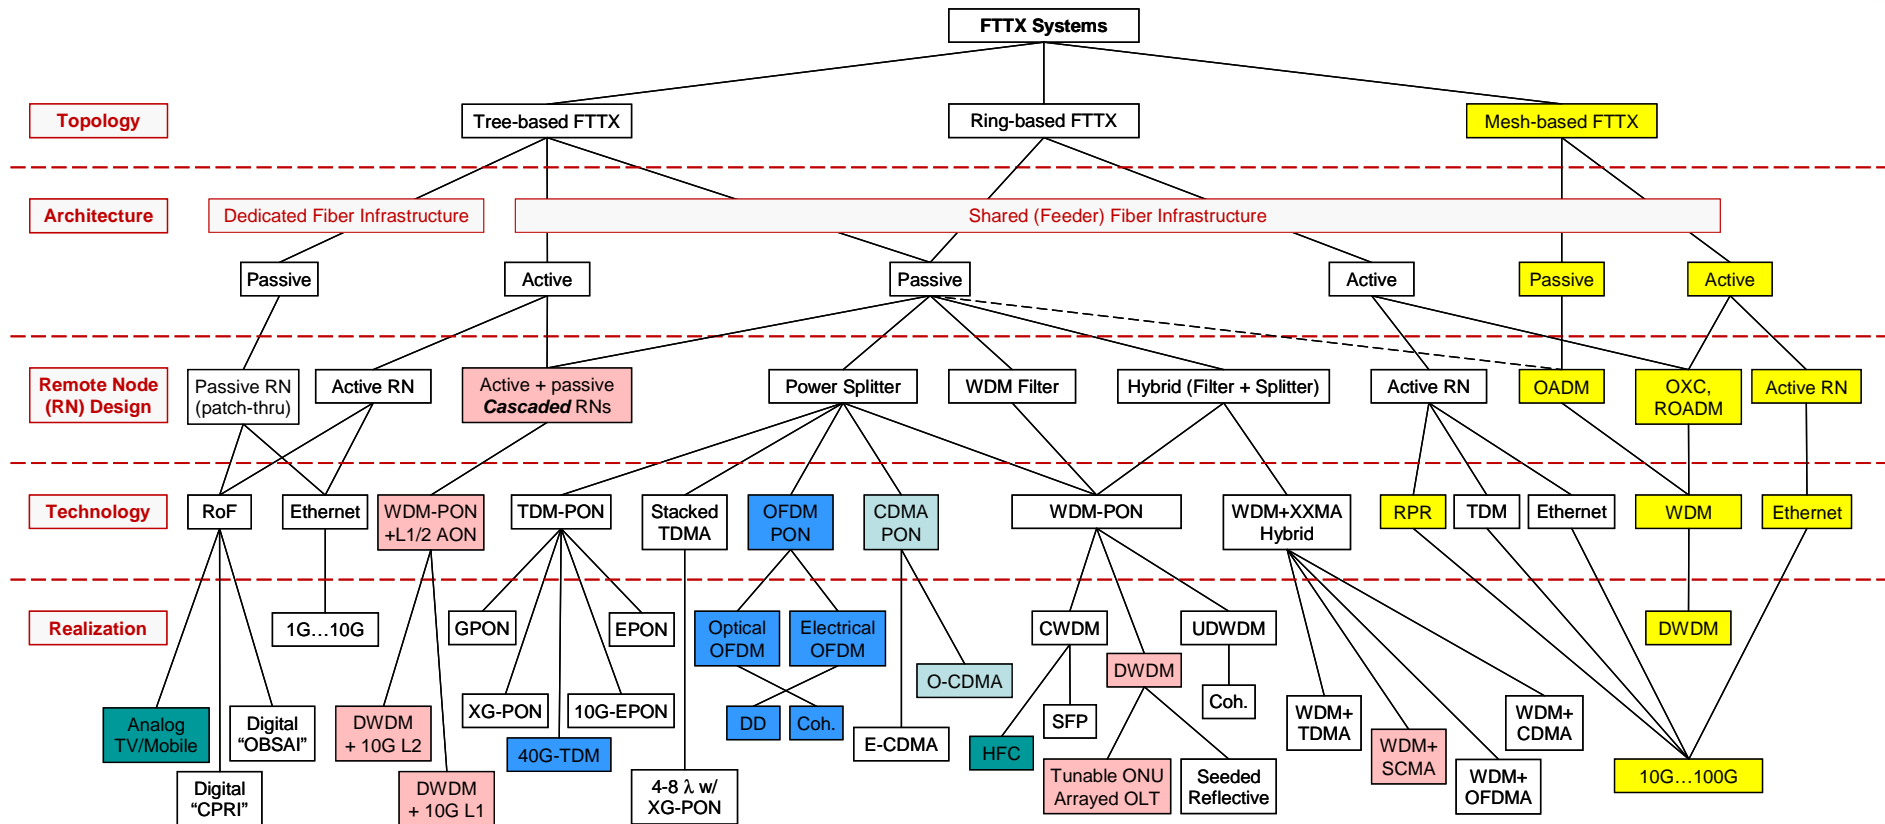 FTTX Systems
Topology
Tree-based FTTX
Ring-based FTTX
Mesh-based FTTX
Architecture
Dedicated Fiber Infrastructure
Shared (Feeder) Fiber Infrastructure
Passive
Active
Passive
Active
Passive
Active
Remote Node
(RN) Design
Passive RN
(patch-thru)
Active RN
Active + passive
Cascaded RNs
Power Splitter
WDM Filter
Hybrid (Filter + Splitter)
Active RN
OADM
OXC,
ROADM
Active RN
Technology
RoF
Ethernet
WDM-PON
+L1/2 AON
TDM-PON
Stacked
TDMA
OFDM
PON
CDMA
PON
WDM-PON
WDM+XXMA
Hybrid
RPR
TDM
Ethernet
WDM
Ethernet
Realization
1G…10G
GPON
EPON
Optical
OFDM
Electrical
OFDM
CWDM
UDWDM
DWDM
DWDM
O-CDMA
Coh.
Analog
TV/Mobile
Digital
“OBSAI”
DWDM
+ 10G L2
XG-PON
10G-EPON
DD
Coh.
SFP
WDM+
TDMA
WDM+
CDMA
40G-TDM
E-CDMA
HFC
WDM+
SCMA
Digital
“CPRI”
DWDM
+ 10G L1
4-8 λ w/
XG-PON
Tunable ONU
Arrayed OLT
Seeded
Reflective
WDM+
OFDMA
10G…100G